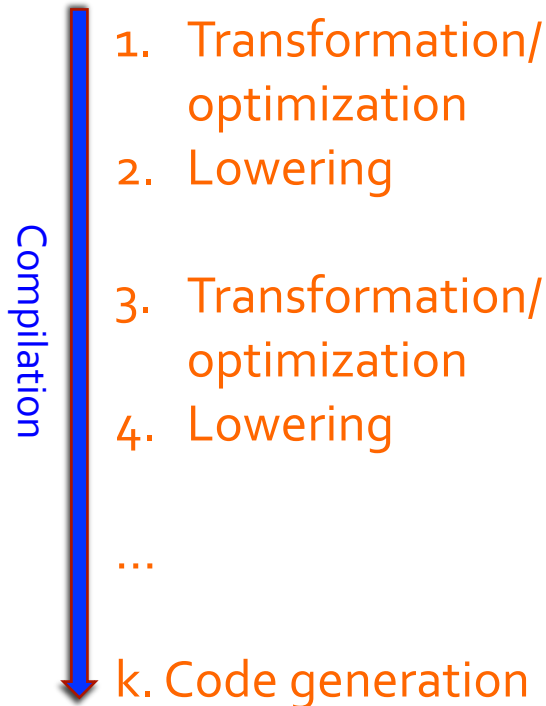 Compilation
1. Transformation/
optimization
2. Lowering
3. Transformation/
optimization
4. Lowering
...
k. Code generation